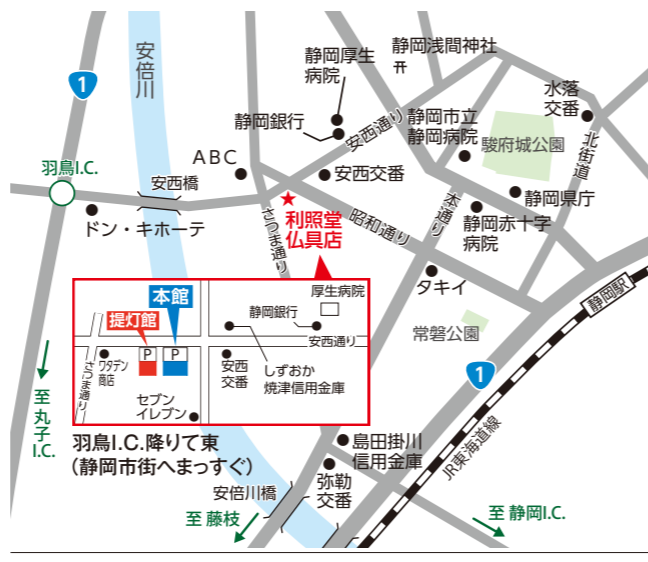 静岡浅間神社
静岡厚生
病院
安倍川
1
水落
交番
静岡銀行
安西通り
静岡市立
静岡病院
駿府城公園
北街道
ABC
羽鳥I.C.
安西橋
安西交番
静岡県庁
本通り
利照堂
仏具店
昭和通り
静岡赤十字
病院
ドン・キホーテ
さつま通り
タキイ
静岡駅
本館
提灯館
厚生病院
静岡銀行
安西通り
P
P
ワタデン
商店
安西
交番
しずおか
焼津信用金庫
さつま通り
セブン
イレブン
常磐公園
1
至 丸子
I.C.
羽鳥I.C.降りて東
(静岡市街へまっすぐ)
島田掛川
信用金庫
JR東海道線
弥勒
交番
安倍川橋
至 藤枝
至 静岡I.C.